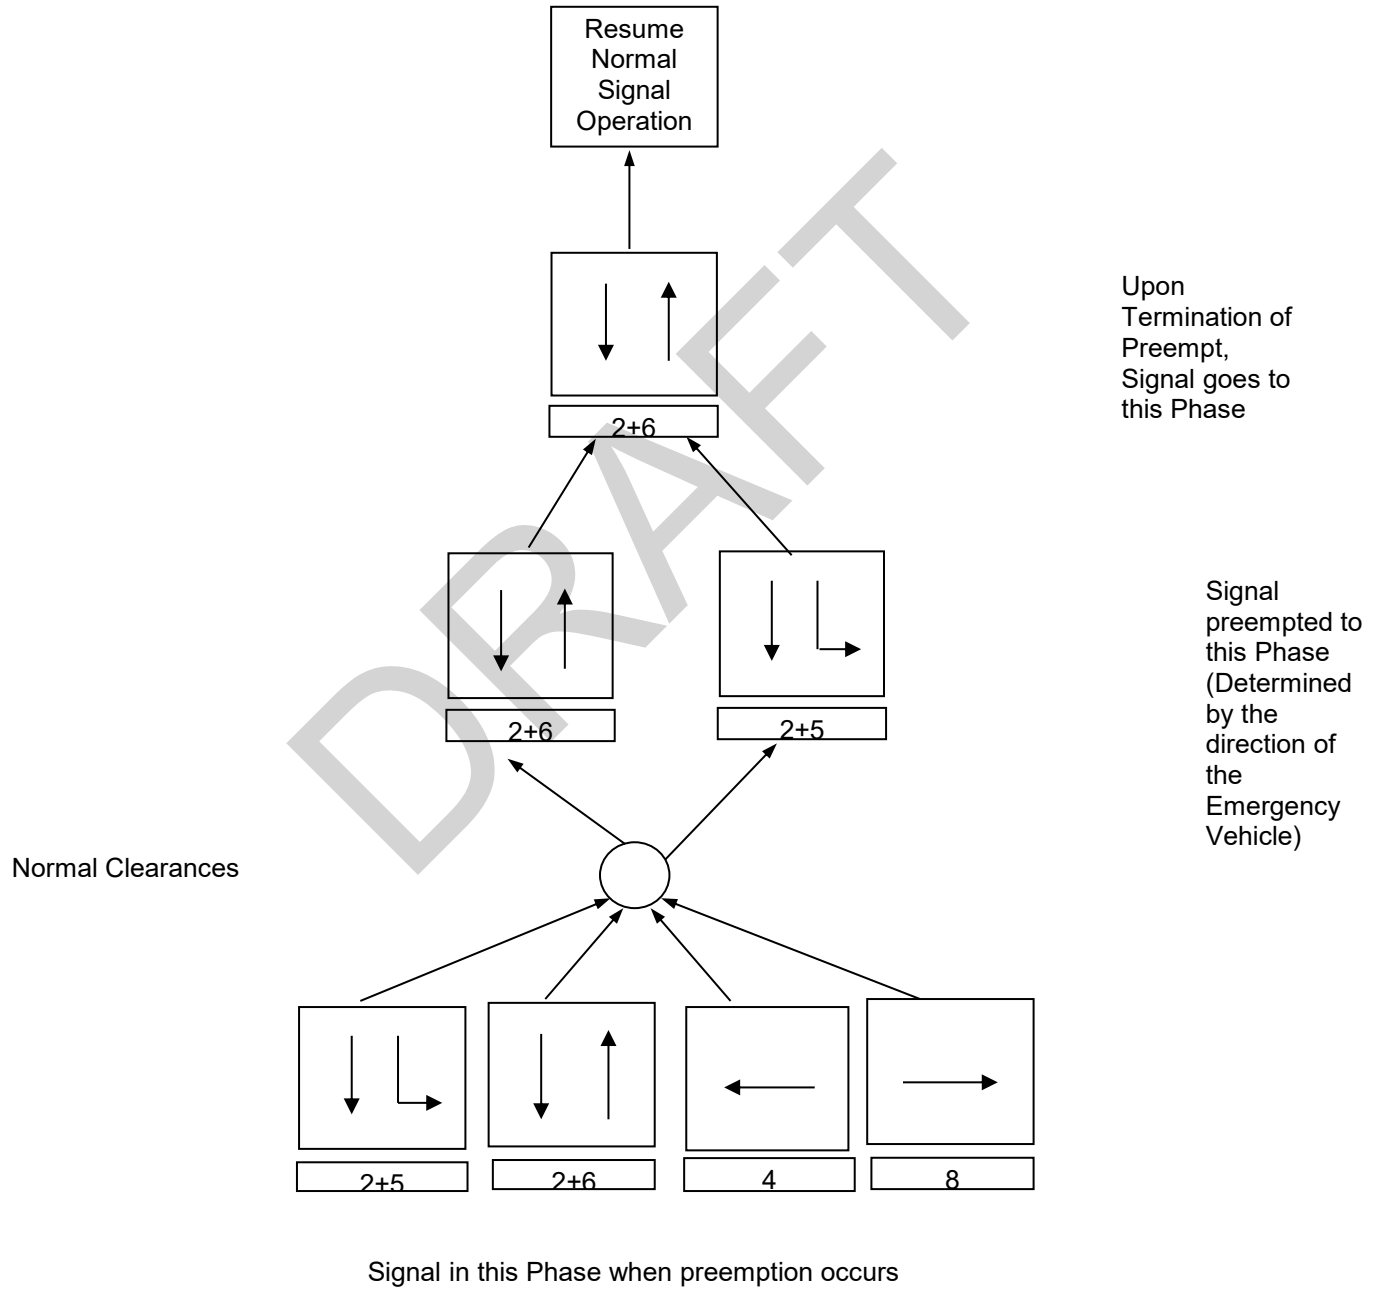 Resume
Normal
Signal
Operation
Upon
Termination of
Preempt,
Signal goes to
this Phase
2+6
DRAFT
Signal
preempted to
this Phase
(Determined
by the
direction of
the
Emergency
Vehicle)
2+6
2+5
Normal Clearances
2+5
2+6
4
8
Signal in this Phase when preemption occurs